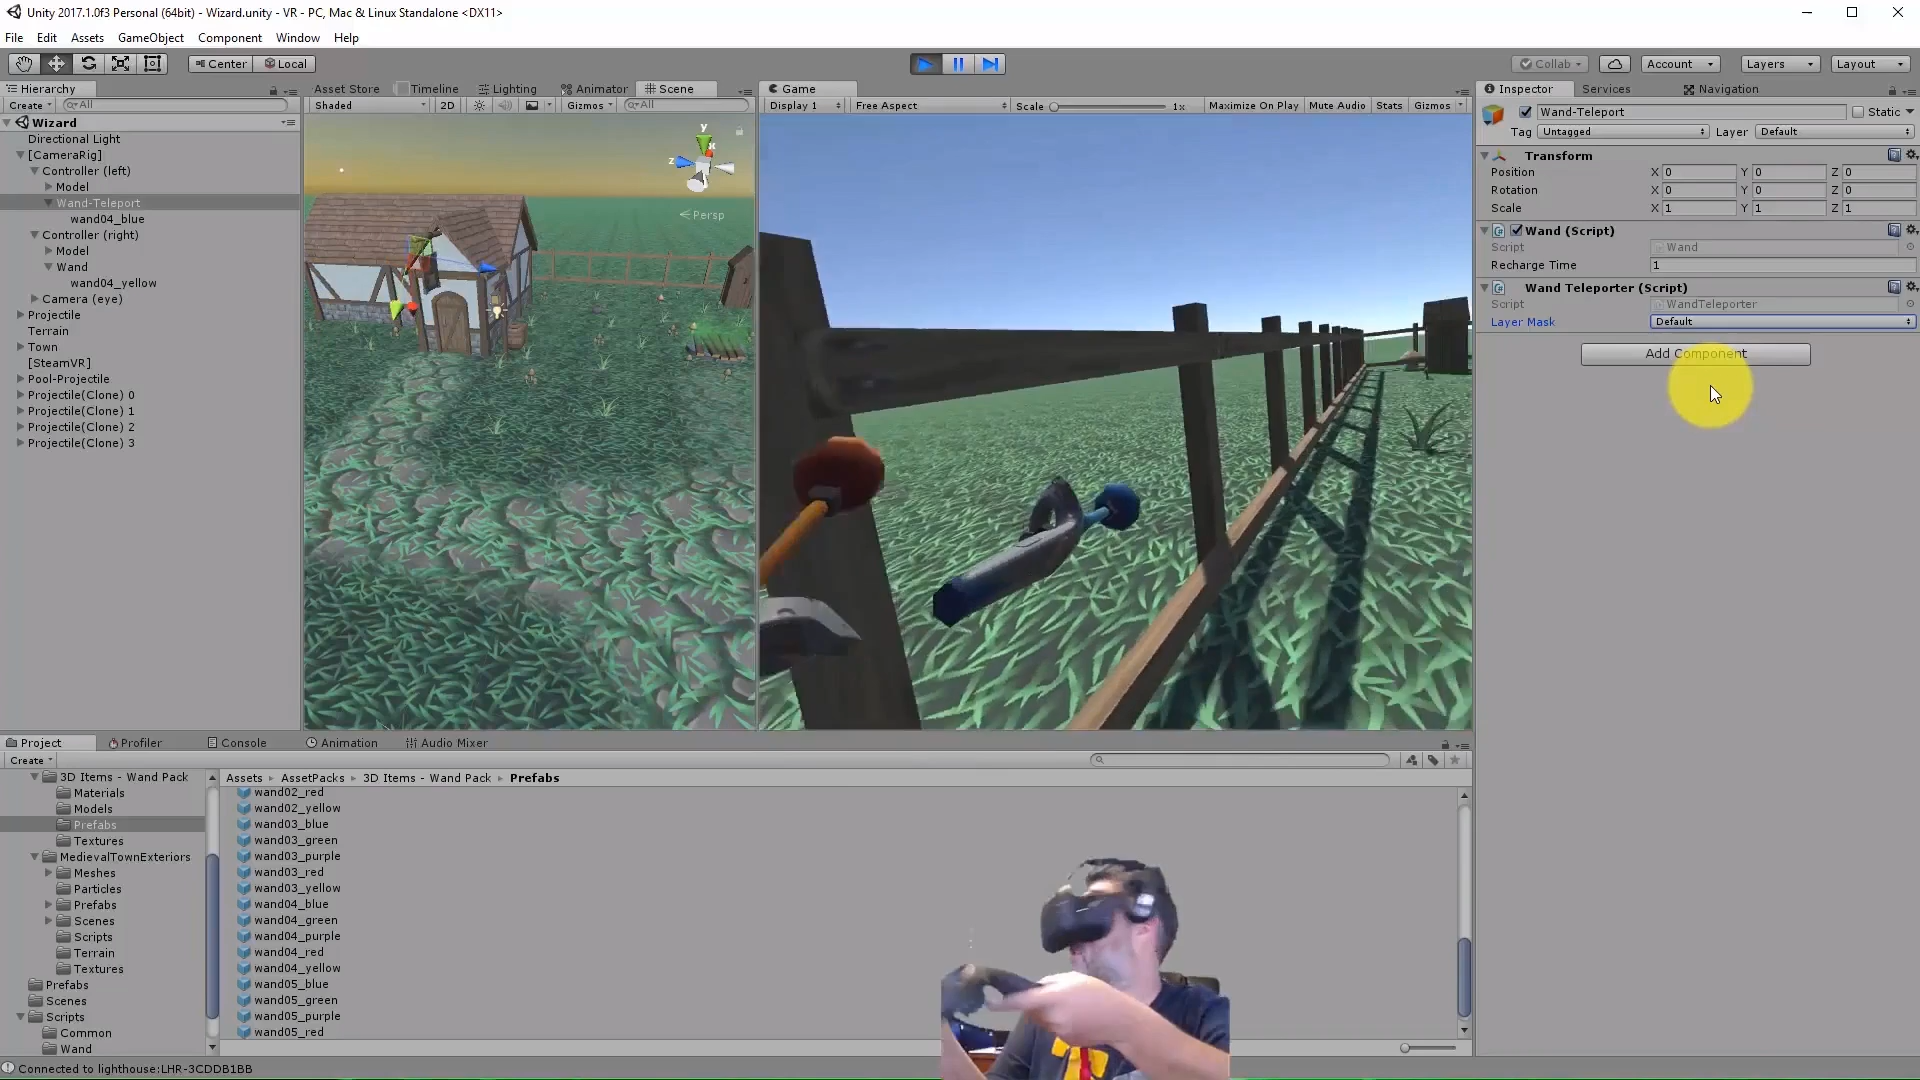 Unity 2017.1.0f3 Personal (64bit) - Wizard.unity - VR - PC, Mac & Linux Standalone <DX11>
File Edit Assets GameObject Component Window Help
Center Local Collab Account Layers Layout
Hierarchy
Create All
Wizard
Directional Light
[CameraRig]
Controller (left)
Model
Wand-Teleport
wand04_blue
Controller (right)
Model
Wand
wand04_yellow
Camera (eye)
Projectile
Terrain
Town
[SteamVR]
Pool-Projectile
Projectile(Clone) 0
Projectile(Clone) 1
Projectile(Clone) 2
Projectile(Clone) 3
Asset Store Timeline Lighting Animator Scene
Shaded 2D Gizmos All
y
x
z
Persp
Game
Display 1 Free Aspect Scale 1x Maximize On Play Mute Audio Stats Gizmos
Inspector Services Navigation
Wand-Teleport Static
Tag Untagged Layer Default
Transform
Position X 0 Y 0 Z 0
Rotation X 0 Y 0 Z 0
Scale X 1 Y 1 Z 1
Wand (Script)
Script Wand
Recharge Time 1
Wand Teleporter (Script)
Script WandTeleporter
Layer Mask Default
Add Component
Project Profiler Console Animation Audio Mixer
Create
3D Items - Wand Pack
Materials
Models
Prefabs
Textures
MedievalTownExteriors
Meshes
Particles
Prefabs
Scenes
Scripts
Terrain
Textures
Prefabs
Scenes
Scripts
Common
Wand
Assets AssetPacks 3D Items - Wand Pack Prefabs
wand02_red
wand02_yellow
wand03_blue
wand03_green
wand03_purple
wand03_red
wand03_yellow
wand04_blue
wand04_green
wand04_purple
wand04_red
wand04_yellow
wand05_blue
wand05_green
wand05_purple
wand05_red
Connected to lighthouse:LHR-3CDDB1BB